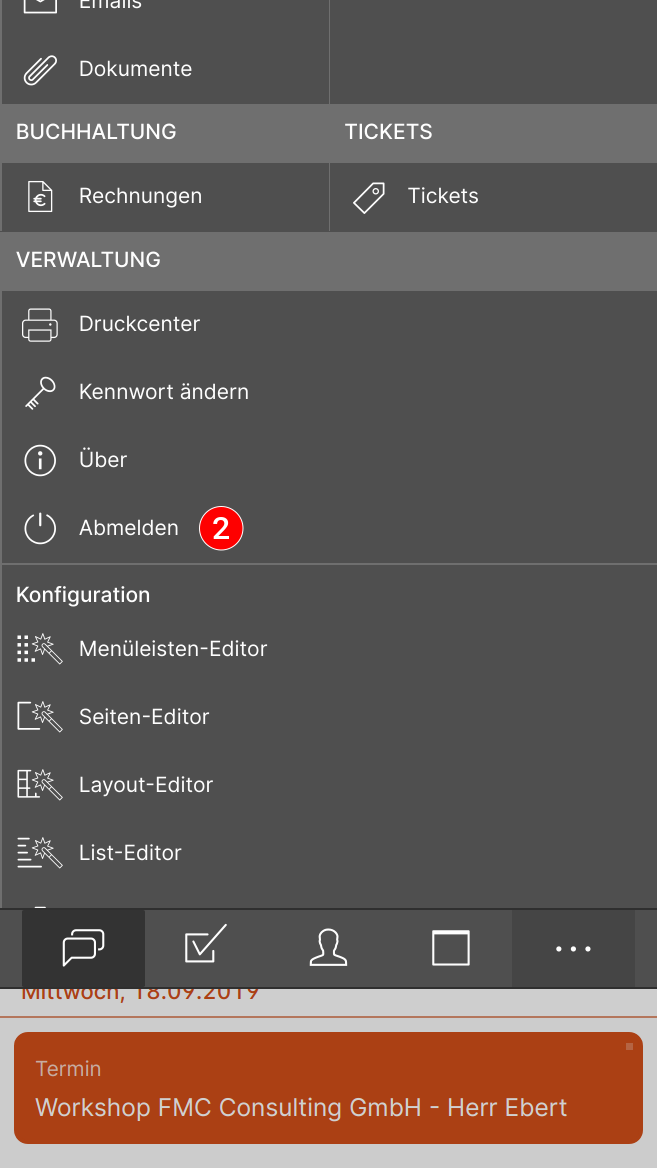 Emails
Dokumente
BUCHHALTUNG
TICKETS
Rechnungen
Tickets
VERWALTUNG
Druckcenter
Kennwort ändern
Über
Abmelden 2
Konfiguration
Menüleisten-Editor
Seiten-Editor
Layout-Editor
List-Editor
Mittwoch, 18.09.2019
Termin
Workshop FMC Consulting GmbH - Herr Ebert